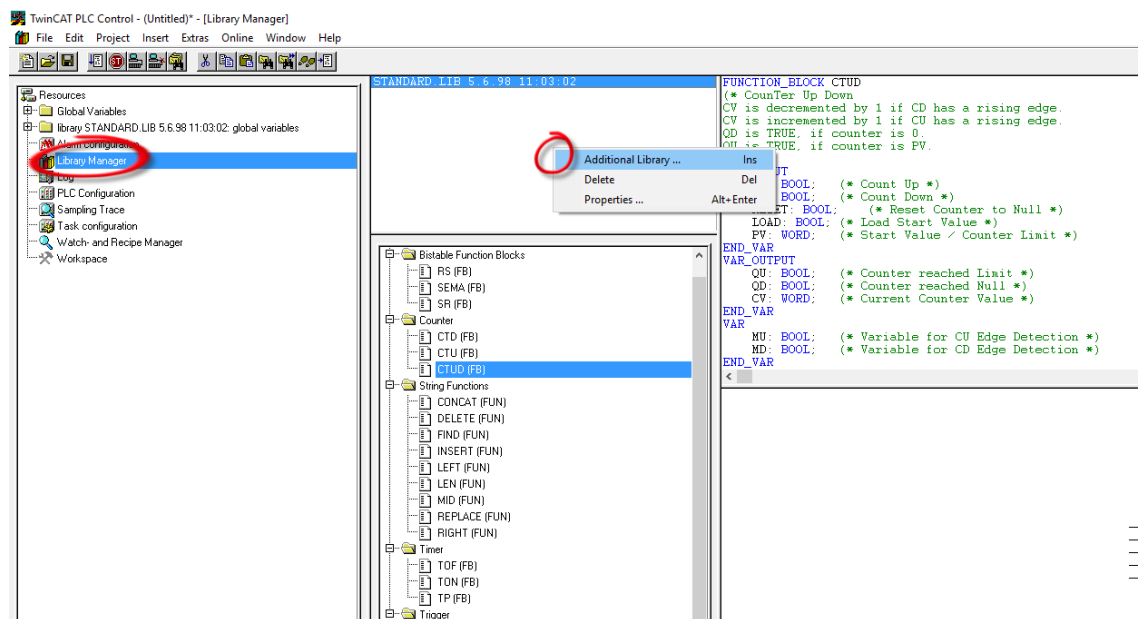 TwinCAT PLC Control - (Untitled)* - [Library Manager]
File Edit Project Insert Extras Online Window Help
Resources
Global Variables
library STANDARD.LIB 5.6.98 11:03:02: global variables
Alarm configuration
Library Manager
Log
PLC Configuration
Sampling Trace
Task configuration
Watch- and Recipe Manager
Workspace
STANDARD.LIB 5.6.98 11:03:02
Additional Library ... Ins
Delete Del
Properties ... Alt+Enter
Bistable Function Blocks
RS (FB)
SEMA (FB)
SR (FB)
Counter
CTD (FB)
CTU (FB)
CTUD (FB)
String Functions
CONCAT (FUN)
DELETE (FUN)
FIND (FUN)
INSERT (FUN)
LEFT (FUN)
LEN (FUN)
MID (FUN)
REPLACE (FUN)
RIGHT (FUN)
Timer
TOF (FB)
TON (FB)
TP (FB)
Trigger
FUNCTION_BLOCK CTUD
(* CounTer Up Down
CV is decremented by 1 if CD has a rising edge.
CV is incremented by 1 if CU has a rising edge.
QD is TRUE, if counter is 0.
QU is TRUE, if counter is PV.
BOOL; (* Count Up *)
BOOL; (* Count Down *)
RESET: BOOL; (* Reset Counter to Null *)
LOAD: BOOL; (* Load Start Value *)
PV: WORD; (* Start Value / Counter Limit *)
END_VAR
VAR_OUTPUT
QU: BOOL; (* Counter reached Limit *)
QD: BOOL; (* Counter reached Null *)
CV: WORD; (* Current Counter Value *)
END_VAR
VAR
MU: BOOL; (* Variable for CU Edge Detection *)
MD: BOOL; (* Variable for CD Edge Detection *)
END_VAR